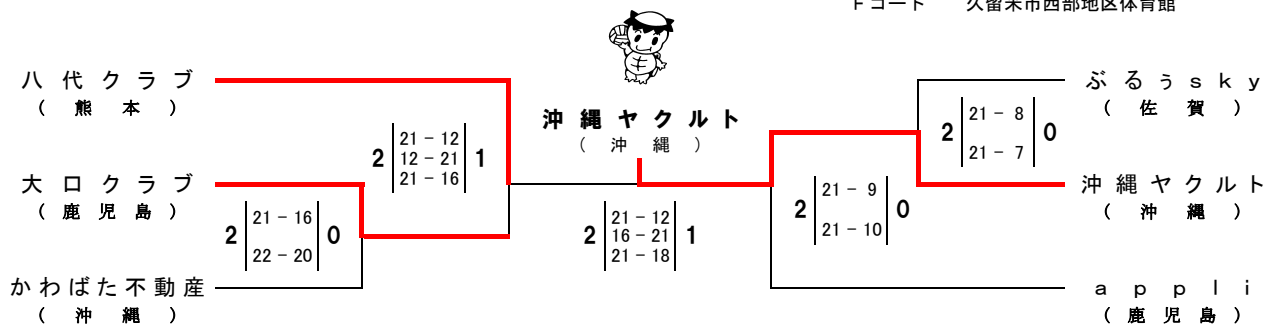 Fコート 久留米市西部地区体育館
八代クラブ
（熊本）
大口クラブ
（鹿児島）
かわばた不動産
（沖縄）
2 21－16 0
22－20
2 21－12 1
12－21
21－16
沖縄ヤクルト
（沖縄）
2 21－12 1
16－21
21－18
2 21－9 0
21－10
2 21－8 0
21－7
ぶるぅsky
（佐賀）
沖縄ヤクルト
（沖縄）
appli
（鹿児島）